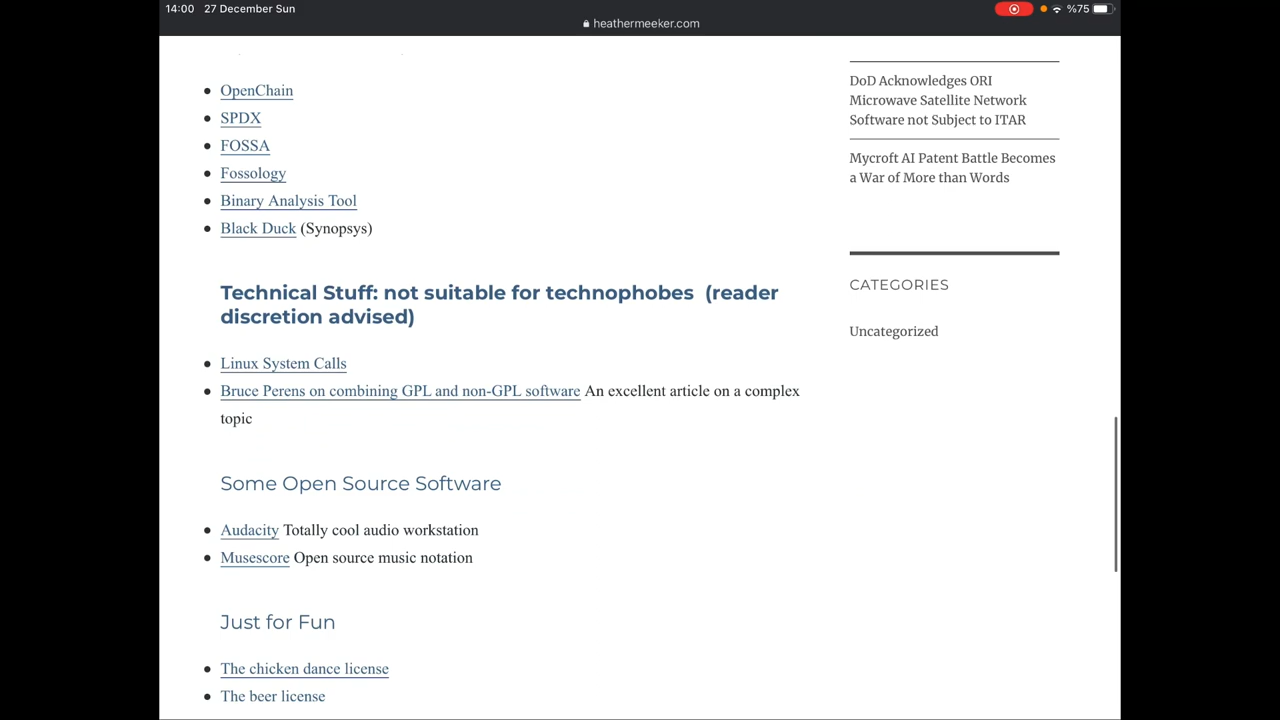 14:00 27 December Sun
%75
heathermeeker.com
OpenChain
SPDX
FOSSA
Fossology
Binary Analysis Tool
Black Duck (Synopsys)
Technical Stuff: not suitable for technophobes (reader
discretion advised)
Linux System Calls
Bruce Perens on combining GPL and non-GPL software An excellent article on a complex
topic
Some Open Source Software
Audacity Totally cool audio workstation
Musescore Open source music notation
Just for Fun
The chicken dance license
The beer license
DoD Acknowledges ORI
Microwave Satellite Network
Software not Subject to ITAR
Mycroft AI Patent Battle Becomes
a War of More than Words
CATEGORIES
Uncategorized